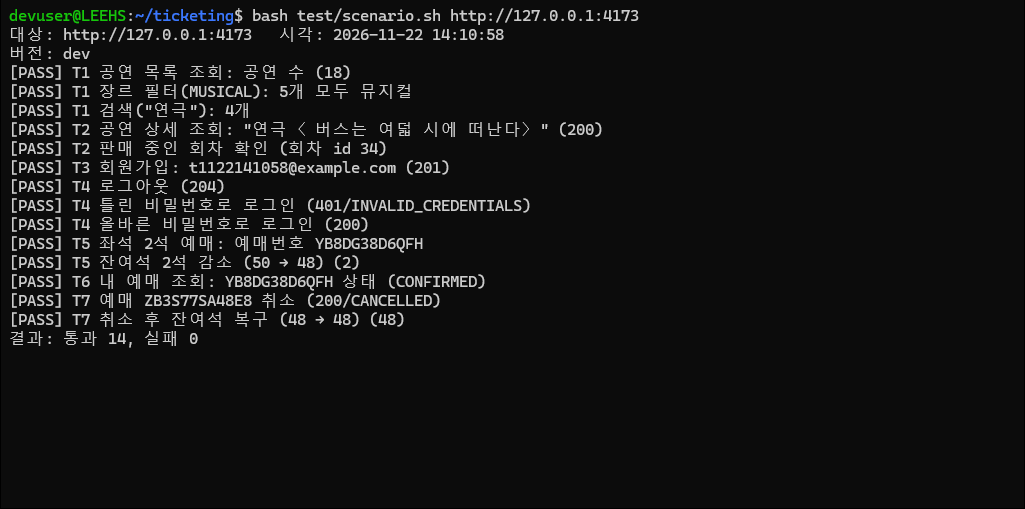 devuser@LEEHS:~/ticketing$ bash test/scenario.sh http://127.0.0.1:4173
대상: http://127.0.0.1:4173   시각: 2026-11-22 14:10:58
버전: dev
[PASS] T1 공연 목록 조회: 공연 수 (18)
[PASS] T1 장르 필터(MUSICAL): 5개 모두 뮤지컬
[PASS] T1 검색("연극"): 4개
[PASS] T2 공연 상세 조회: "연극 〈 버스는 여덟 시에 떠난다〉" (200)
[PASS] T2 판매 중인 회차 확인 (회차 id 34)
[PASS] T3 회원가입: t1122141058@example.com (201)
[PASS] T4 로그아웃 (204)
[PASS] T4 틀린 비밀번호로 로그인 (401/INVALID_CREDENTIALS)
[PASS] T4 올바른 비밀번호로 로그인 (200)
[PASS] T5 좌석 2석 예매: 예매번호 YB8DG38D6QFH
[PASS] T5 잔여석 2석 감소 (50 → 48) (2)
[PASS] T6 내 예매 조회: YB8DG38D6QFH 상태 (CONFIRMED)
[PASS] T7 예매 ZB3S77SA48E8 취소 (200/CANCELLED)
[PASS] T7 취소 후 잔여석 복구 (48 → 48) (48)
결과: 통과 14, 실패 0